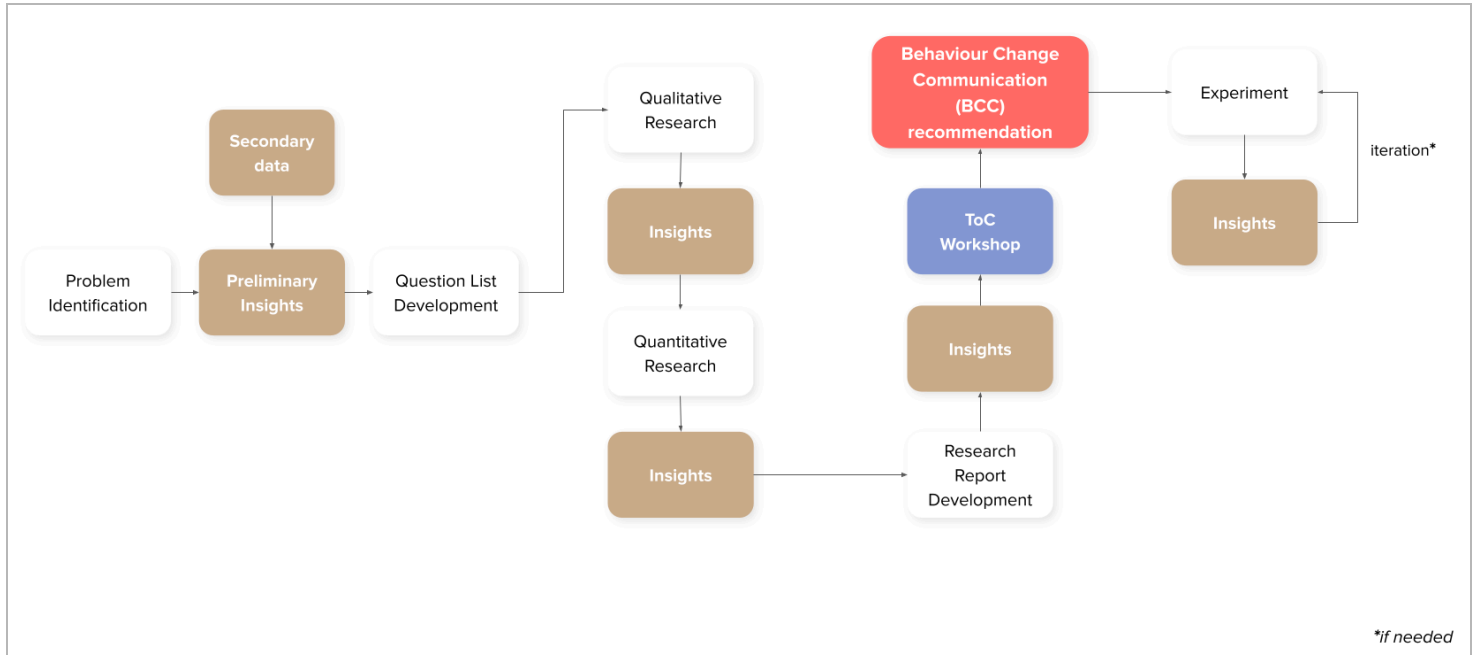 Problem
Identification
Secondary
data
Preliminary
Insights
Question List
Development
Qualitative
Research
Insights
Quantitative
Research
Insights
Research
Report
Development
Insights
ToC
Workshop
Behaviour Change
Communication
(BCC)
recommendation
Experiment
Insights
iteration*
*if needed